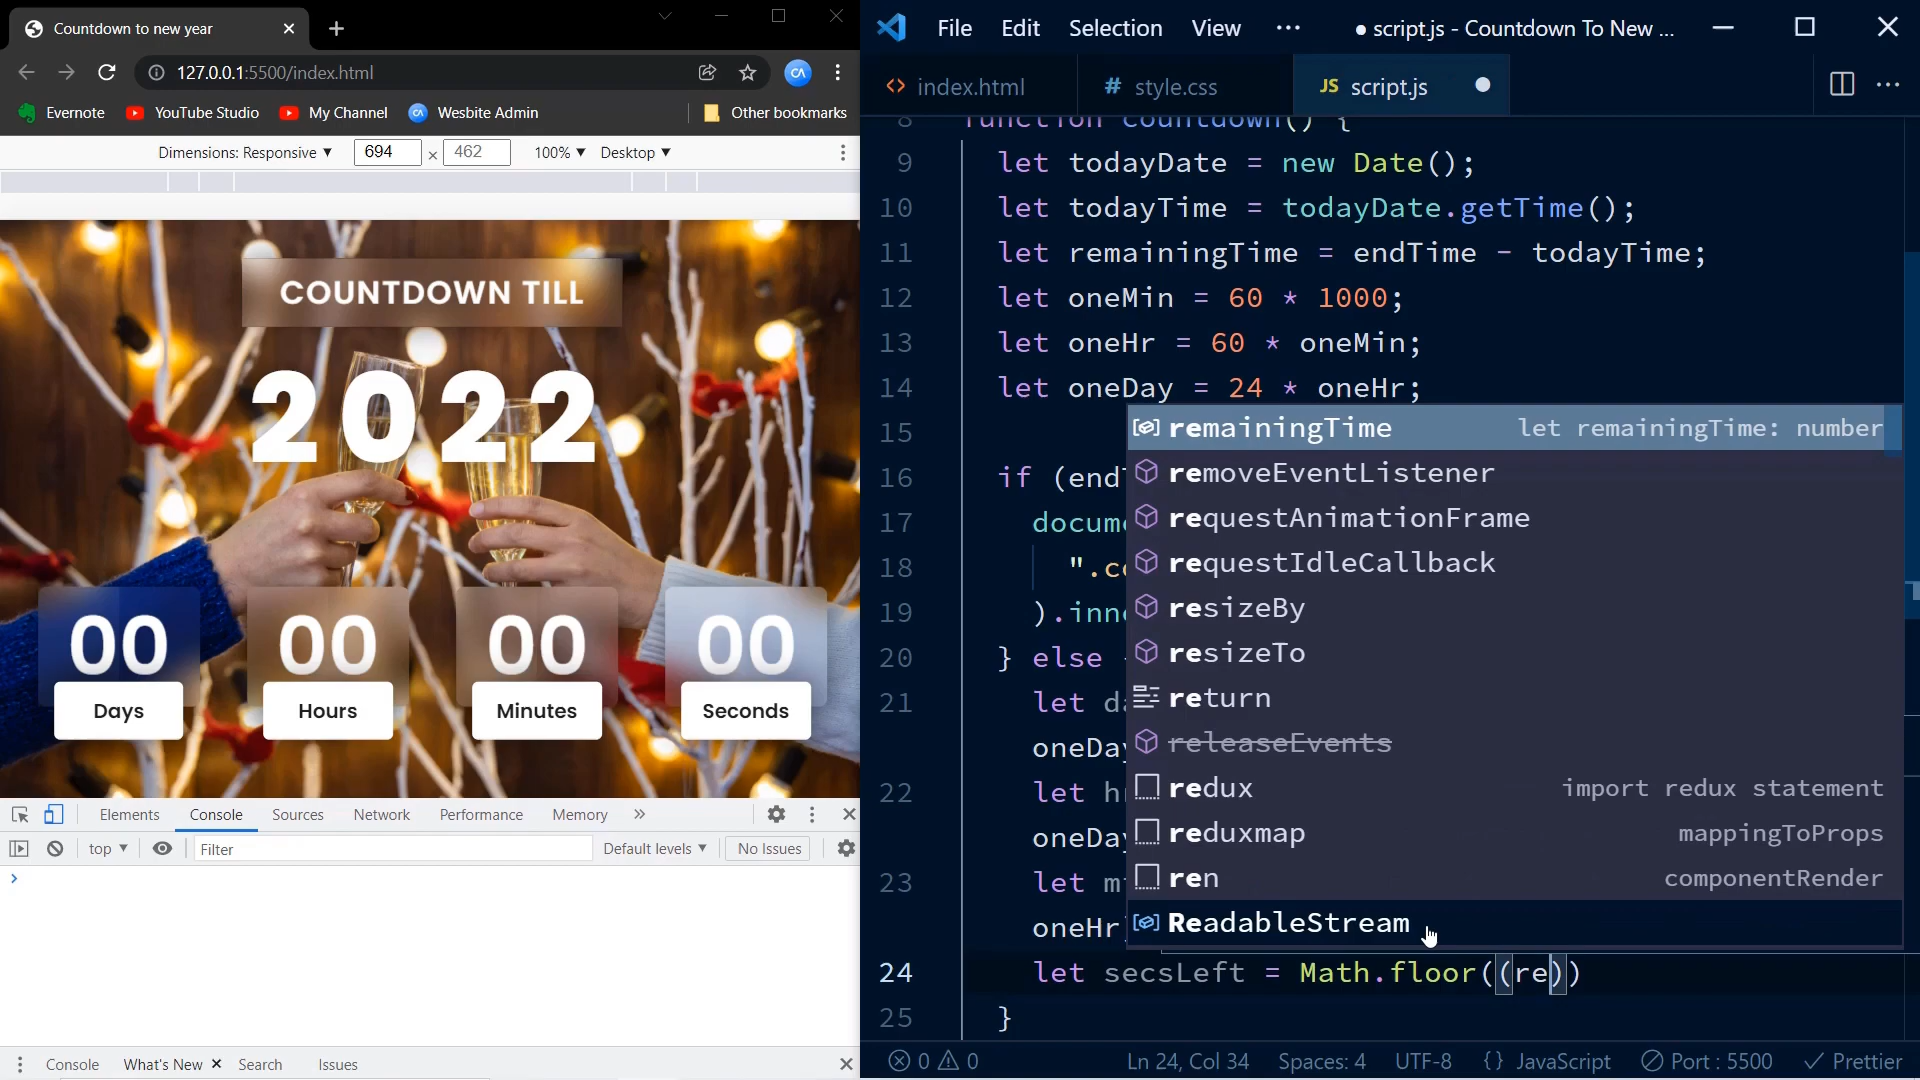 Countdown to new year
127.0.0.1:5500/index.html
Evernote
YouTube Studio
My Channel
Wesbite Admin
Other bookmarks
Dimensions: Responsive
694
×
462
100%
Desktop
COUNTDOWN TILL
2022
00
00
00
00
Days
Hours
Minutes
Seconds
Elements
Console
Sources
Network
Performance
Memory
top
Filter
Default levels
No Issues
Console
What's New
Search
Issues
File
Edit
Selection
View
● script.js - Countdown To New ...
index.html
# style.css
JS script.js
8 function countdown() {
9 let todayDate = new Date();
10 let todayTime = todayDate.getTime();
11 let remainingTime = endTime - todayTime;
12 let oneMin = 60 * 1000;
13 let oneHr = 60 * oneMin;
14 let oneDay = 24 * oneHr;
15
16 if (end
17 docume
18 ".co
19 ).inne
20 } else
21 let da
oneDay
22 let hr
oneDay
23 let m
oneHr
24 let secsLeft = Math.floor((re))
25 }
remainingTime let remainingTime: number
removeEventListener
requestAnimationFrame
requestIdleCallback
resizeBy
resizeTo
return
releaseEvents
redux import redux statement
reduxmap mappingToProps
ren componentRender
ReadableStream
0 0
Ln 24, Col 34
Spaces: 4
UTF-8
{} JavaScript
Port : 5500
Prettier